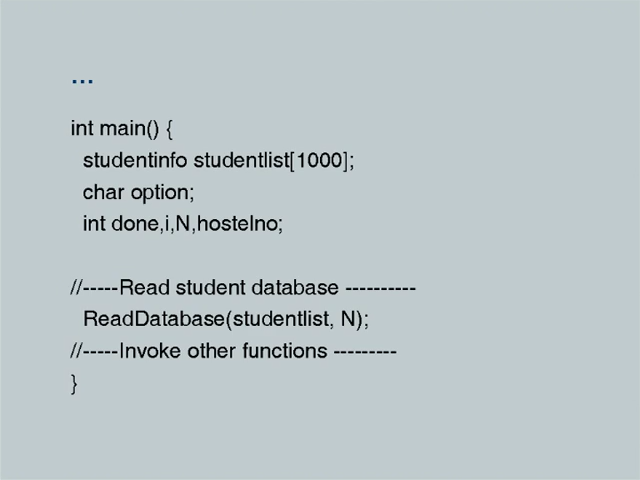 ...
int main() {
studentinfo studentlist[1000];
char option;
int done,i,N,hostelno;
//-----Read student database ----------
ReadDatabase(studentlist, N);
//-----Invoke other functions ---------
}